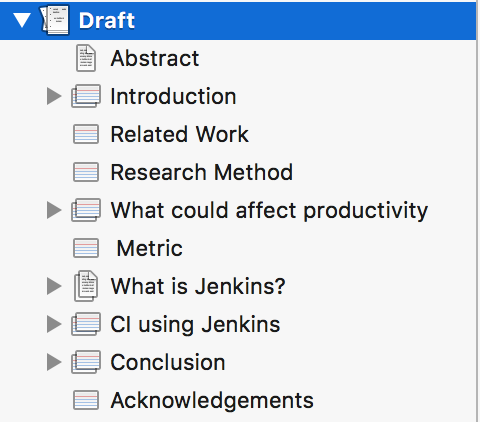 Draft
Abstract
Introduction
Related Work
Research Method
What could affect productivity
Metric
What is Jenkins?
CI using Jenkins
Conclusion
Acknowledgements